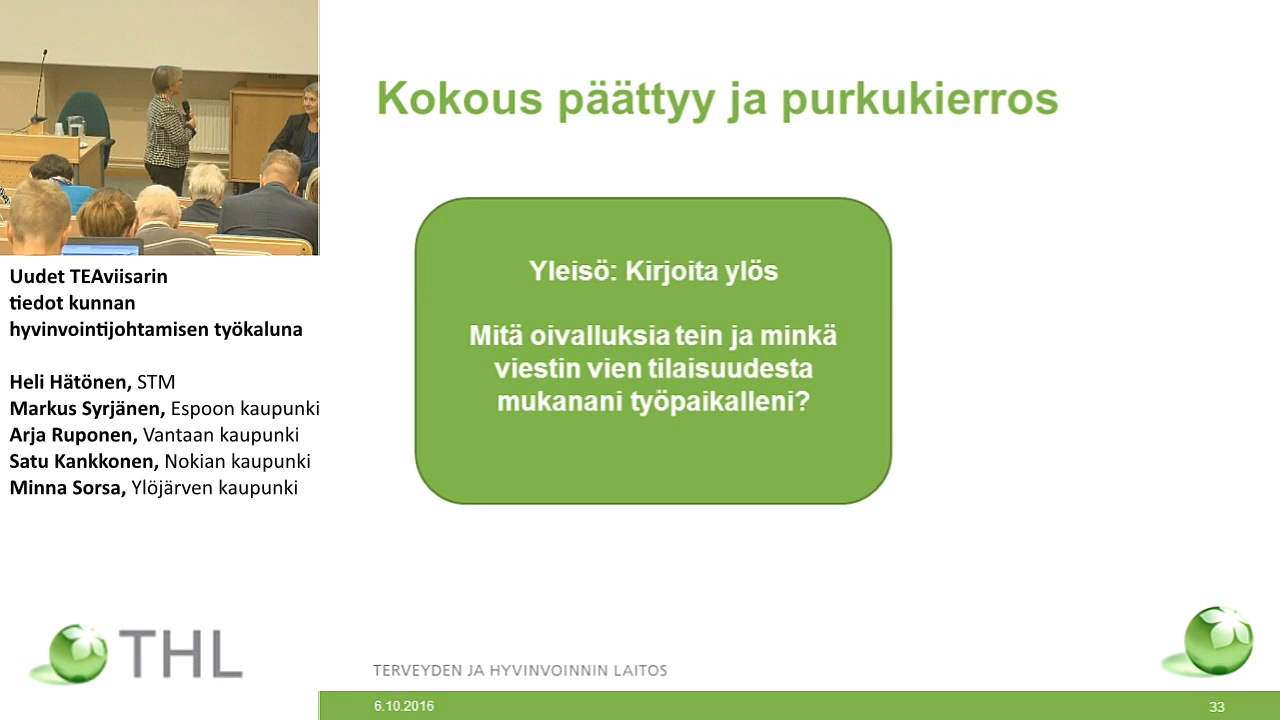 Kokous päättyy ja purkukierros
Yleisö: Kirjoita ylös
Mitä oivalluksia tein ja minkä
viestin vien tilaisuudesta
mukanani työpaikalleni?
Uudet TEAviisarin
tiedot kunnan
hyvinvointijohtamisen työkaluna
Heli Hätönen, STM
Markus Syrjänen, Espoon kaupunki
Arja Ruponen, Vantaan kaupunki
Satu Kankkonen, Nokian kaupunki
Minna Sorsa, Ylöjärven kaupunki
THL
TERVEYDEN JA HYVINVOINNIN LAITOS
6.10.2016
33